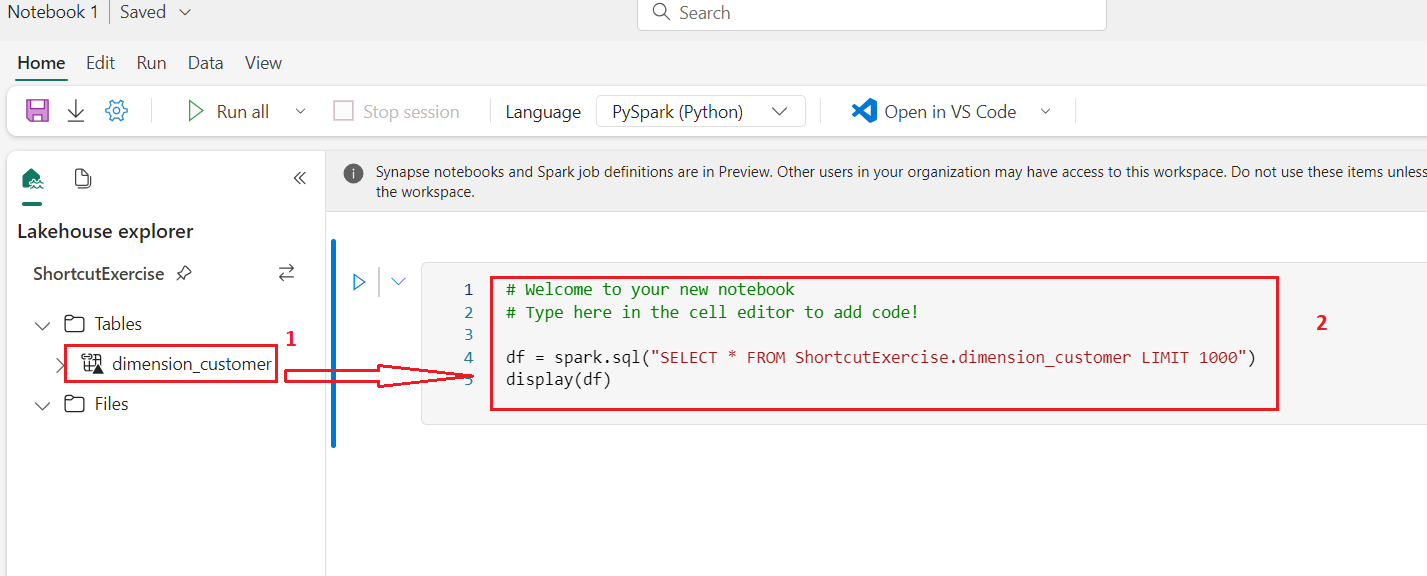 Notebook 1 Saved
Search
Home Edit Run Data View
Run all Stop session Language PySpark (Python) Open in VS Code
Synapse notebooks and Spark job definitions are in Preview. Other users in your organization may have access to this workspace. Do not use these items unless
the workspace.
Lakehouse explorer
ShortcutExercise
Tables
1
dimension_customer
Files
1 # Welcome to your new notebook
2 # Type here in the cell editor to add code!
3
4 df = spark.sql("SELECT * FROM ShortcutExercise.dimension_customer LIMIT 1000")
5 display(df)
2